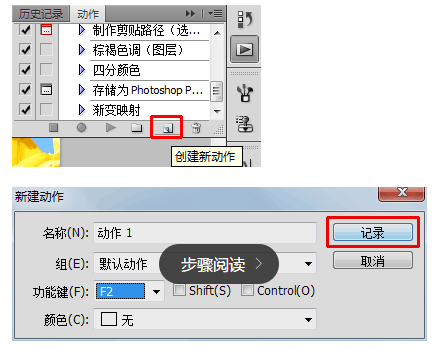 历史记录 动作
制作剪贴路径（选...
棕褐色调（图层）
四分颜色
存储为 Photoshop P...
渐变映射
创建新动作
新建动作
名称(N): 动作 1
记录
组(E): 默认动作
步骤阅读
取消
功能键(F): F2 Shift(S) Control(O)
颜色(C): 无